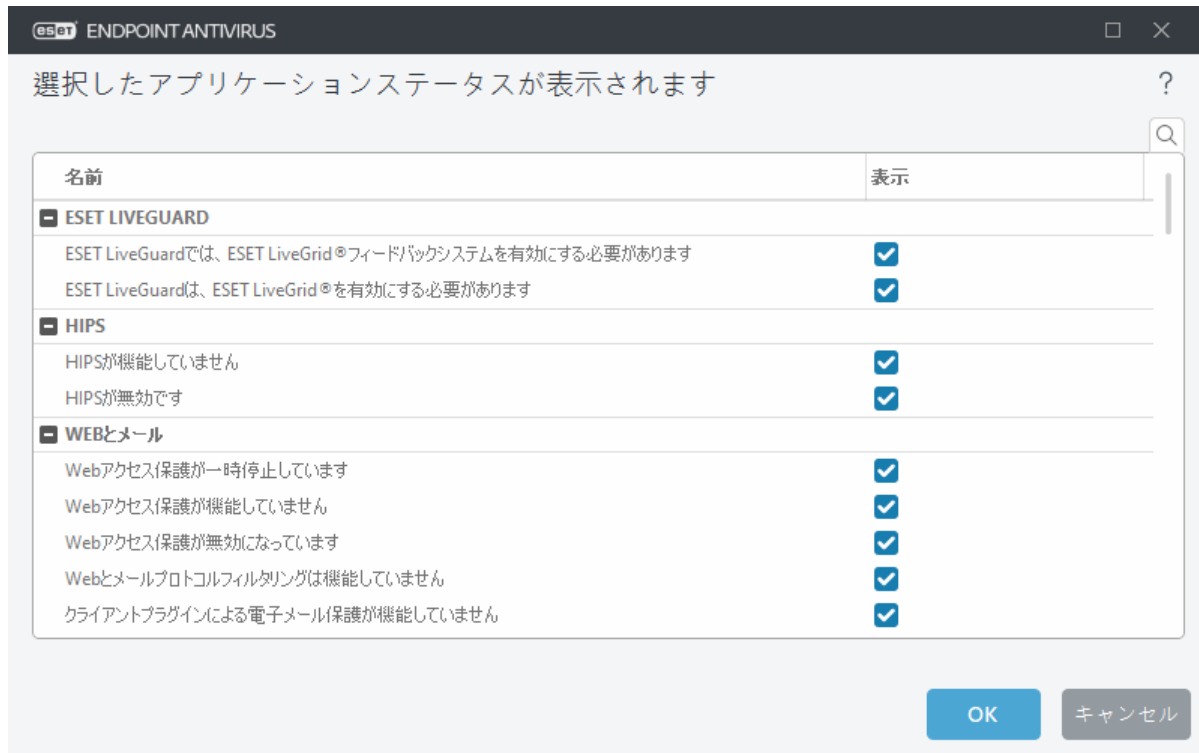 eset ENDPOINT ANTIVIRUS
選択したアプリケーションステータスが表示されます ?
名前 表示
ESET LIVEGUARD
ESET LiveGuardでは、ESET LiveGrid®フィードバックシステムを有効にする必要があります
ESET LiveGuardは、ESET LiveGrid®を有効にする必要があります
HIPS
HIPSが機能していません
HIPSが無効です
WEBとメール
Webアクセス保護が一時停止しています
Webアクセス保護が機能していません
Webアクセス保護が無効になっています
Webとメールプロトコルフィルタリングは機能していません
クライアントプラグインによる電子メール保護が機能していません
OK キャンセル